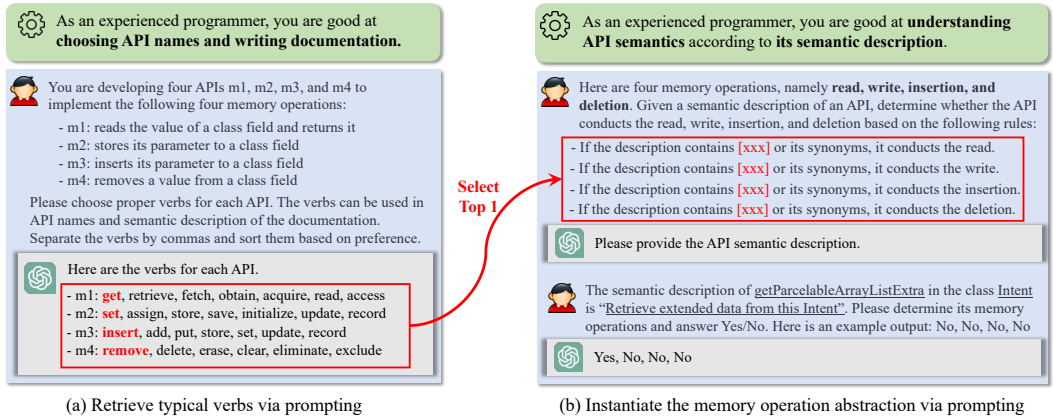 As an experienced programmer, you are good at
choosing API names and writing documentation.
You are developing four APIs m1, m2, m3, and m4 to
implement the following four memory operations:
- m1: reads the value of a class field and returns it
- m2: stores its parameter to a class field
- m3: inserts its parameter to a class field
- m4: removes a value from a class field
Please choose proper verbs for each API. The verbs can be used in
API names and semantic description of the documentation.
Separate the verbs by commas and sort them based on preference.
Here are the verbs for each API.
- m1: get, retrieve, fetch, obtain, acquire, read, access
- m2: set, assign, store, save, initialize, update, record
- m3: insert, add, put, store, set, update, record
- m4: remove, delete, erase, clear, eliminate, exclude
(a) Retrieve typical verbs via prompting
Select
Top 1
As an experienced programmer, you are good at understanding
API semantics according to its semantic description.
Here are four memory operations, namely read, write, insertion, and
deletion. Given a semantic description of an API, determine whether the API
conducts the read, write, insertion, and deletion based on the following rules:
- If the description contains [xxx] or its synonyms, it conducts the read.
- If the description contains [xxx] or its synonyms, it conducts the write.
- If the description contains [xxx] or its synonyms, it conducts the insertion.
- If the description contains [xxx] or its synonyms, it conducts the deletion.
Please provide the API semantic description.
The semantic description of getParcelableArrayListExtra in the class Intent
is “Retrieve extended data from this Intent”. Please determine its memory
operations and answer Yes/No. Here is an example output: No, No, No, No
Yes, No, No, No
(b) Instantiate the memory operation abstraction via prompting